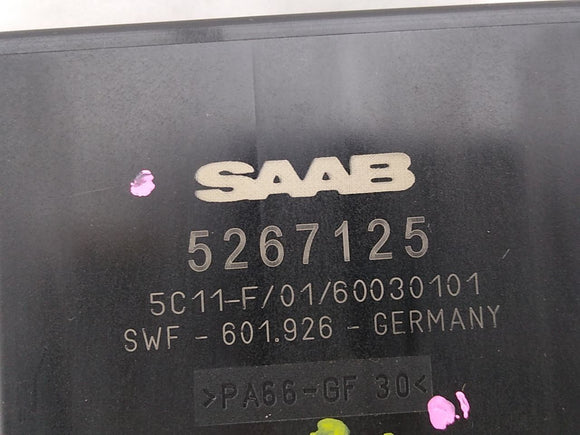 SAAB
5267125
5C11-F/01/60030101
SWF - 601.926 - GERMANY
>PA66-GF 30<